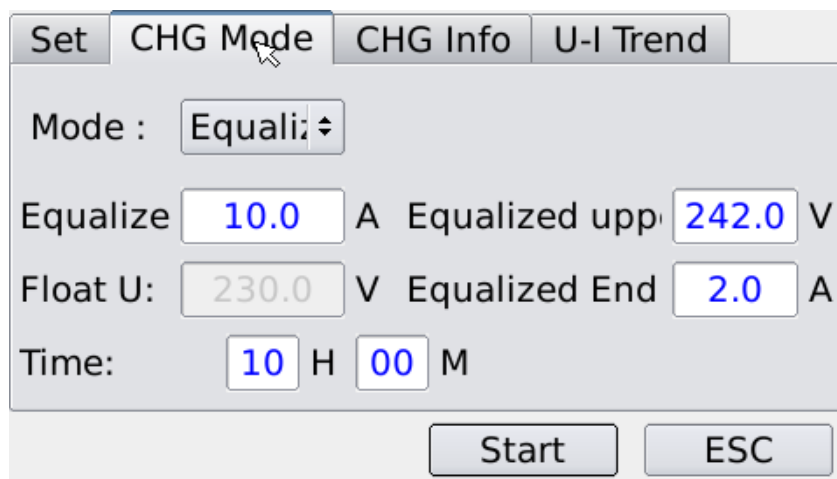 Set CHG Mode CHG Info U-I Trend
Mode : Equaliz
Equalize 10.0 A Equalized upp 242.0 V
Float U: 230.0 V Equalized End 2.0 A
Time: 10 H 00 M
Start ESC